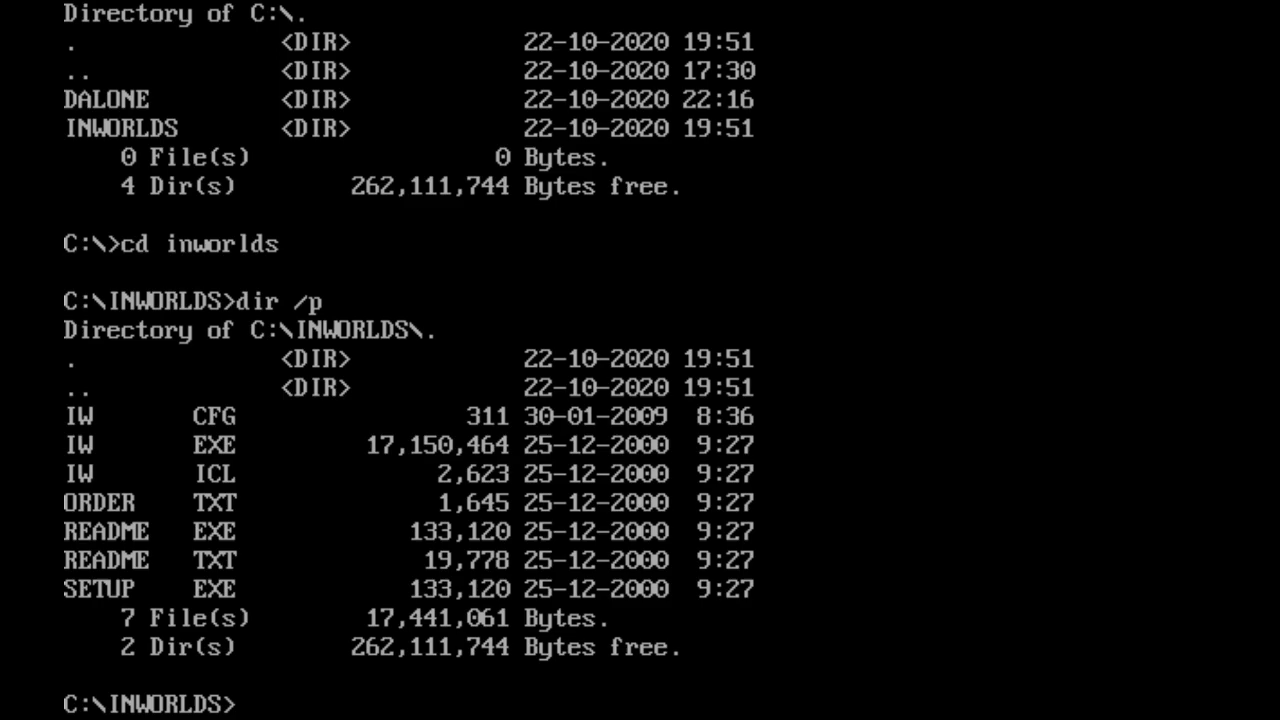 Directory of C:\.
.              <DIR>            22-10-2020 19:51
..             <DIR>            22-10-2020 17:30
DALONE         <DIR>            22-10-2020 22:16
INWORLDS       <DIR>            22-10-2020 19:51
    0 File(s)                 0 Bytes.
    4 Dir(s)        262,111,744 Bytes free.
C:\>cd inworlds
C:\INWORLDS>dir /p
Directory of C:\INWORLDS\.
.              <DIR>            22-10-2020 19:51
..             <DIR>            22-10-2020 19:51
IW       CFG                311 30-01-2009  8:36
IW       EXE         17,150,464 25-12-2000  9:27
IW       ICL              2,623 25-12-2000  9:27
ORDER    TXT              1,645 25-12-2000  9:27
README   EXE            133,120 25-12-2000  9:27
README   TXT             19,778 25-12-2000  9:27
SETUP    EXE            133,120 25-12-2000  9:27
    7 File(s)        17,441,061 Bytes.
    2 Dir(s)        262,111,744 Bytes free.
C:\INWORLDS>